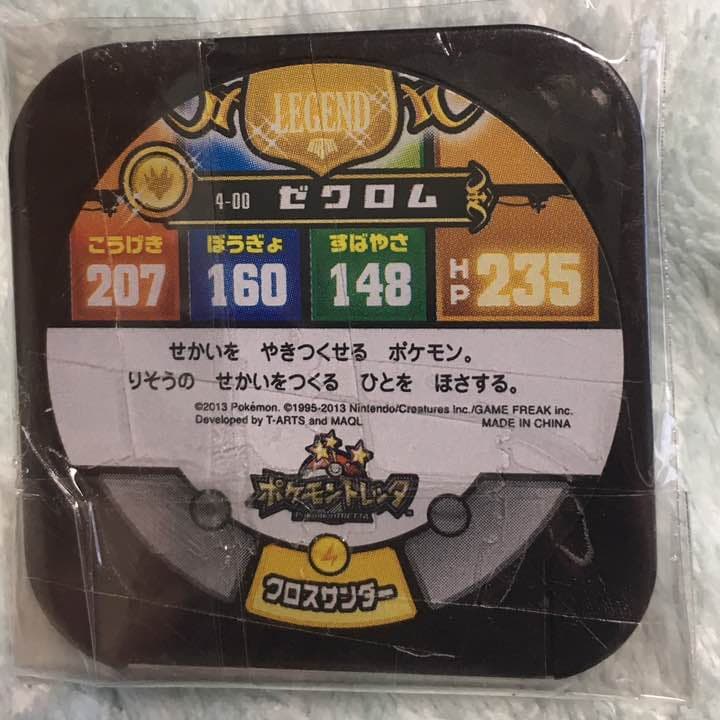 LEGEND
4-00 ゼクロム
こうげき ぼうぎょ すばやさ
207 160 148 HP 235
せかいを やきつくせる ポケモン。
りそうの せかいをつくる ひとを ほさする。
©2013 Pokémon. ©1995-2013 Nintendo/Creatures Inc./GAME FREAK inc.
Developed by T-ARTS and MAQL MADE IN CHINA
ポケモントレッタ
クロスサンダー